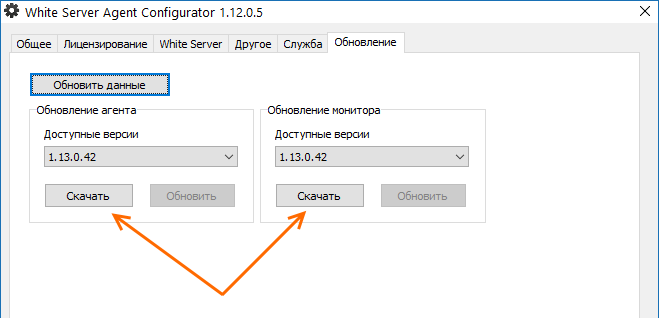 White Server Agent Configurator 1.12.0.5
Общее Лицензирование White Server Другое Служба Обновление
Обновить данные
Обновление агента Обновление монитора
Доступные версии Доступные версии
1.13.0.42 1.13.0.42
Скачать Обновить Скачать Обновить